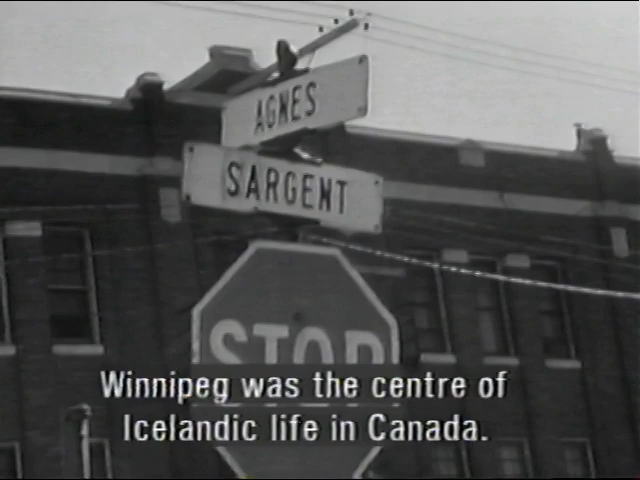 AGNES
SARGENT
STOP
Winnipeg was the centre of
Icelandic life in Canada.